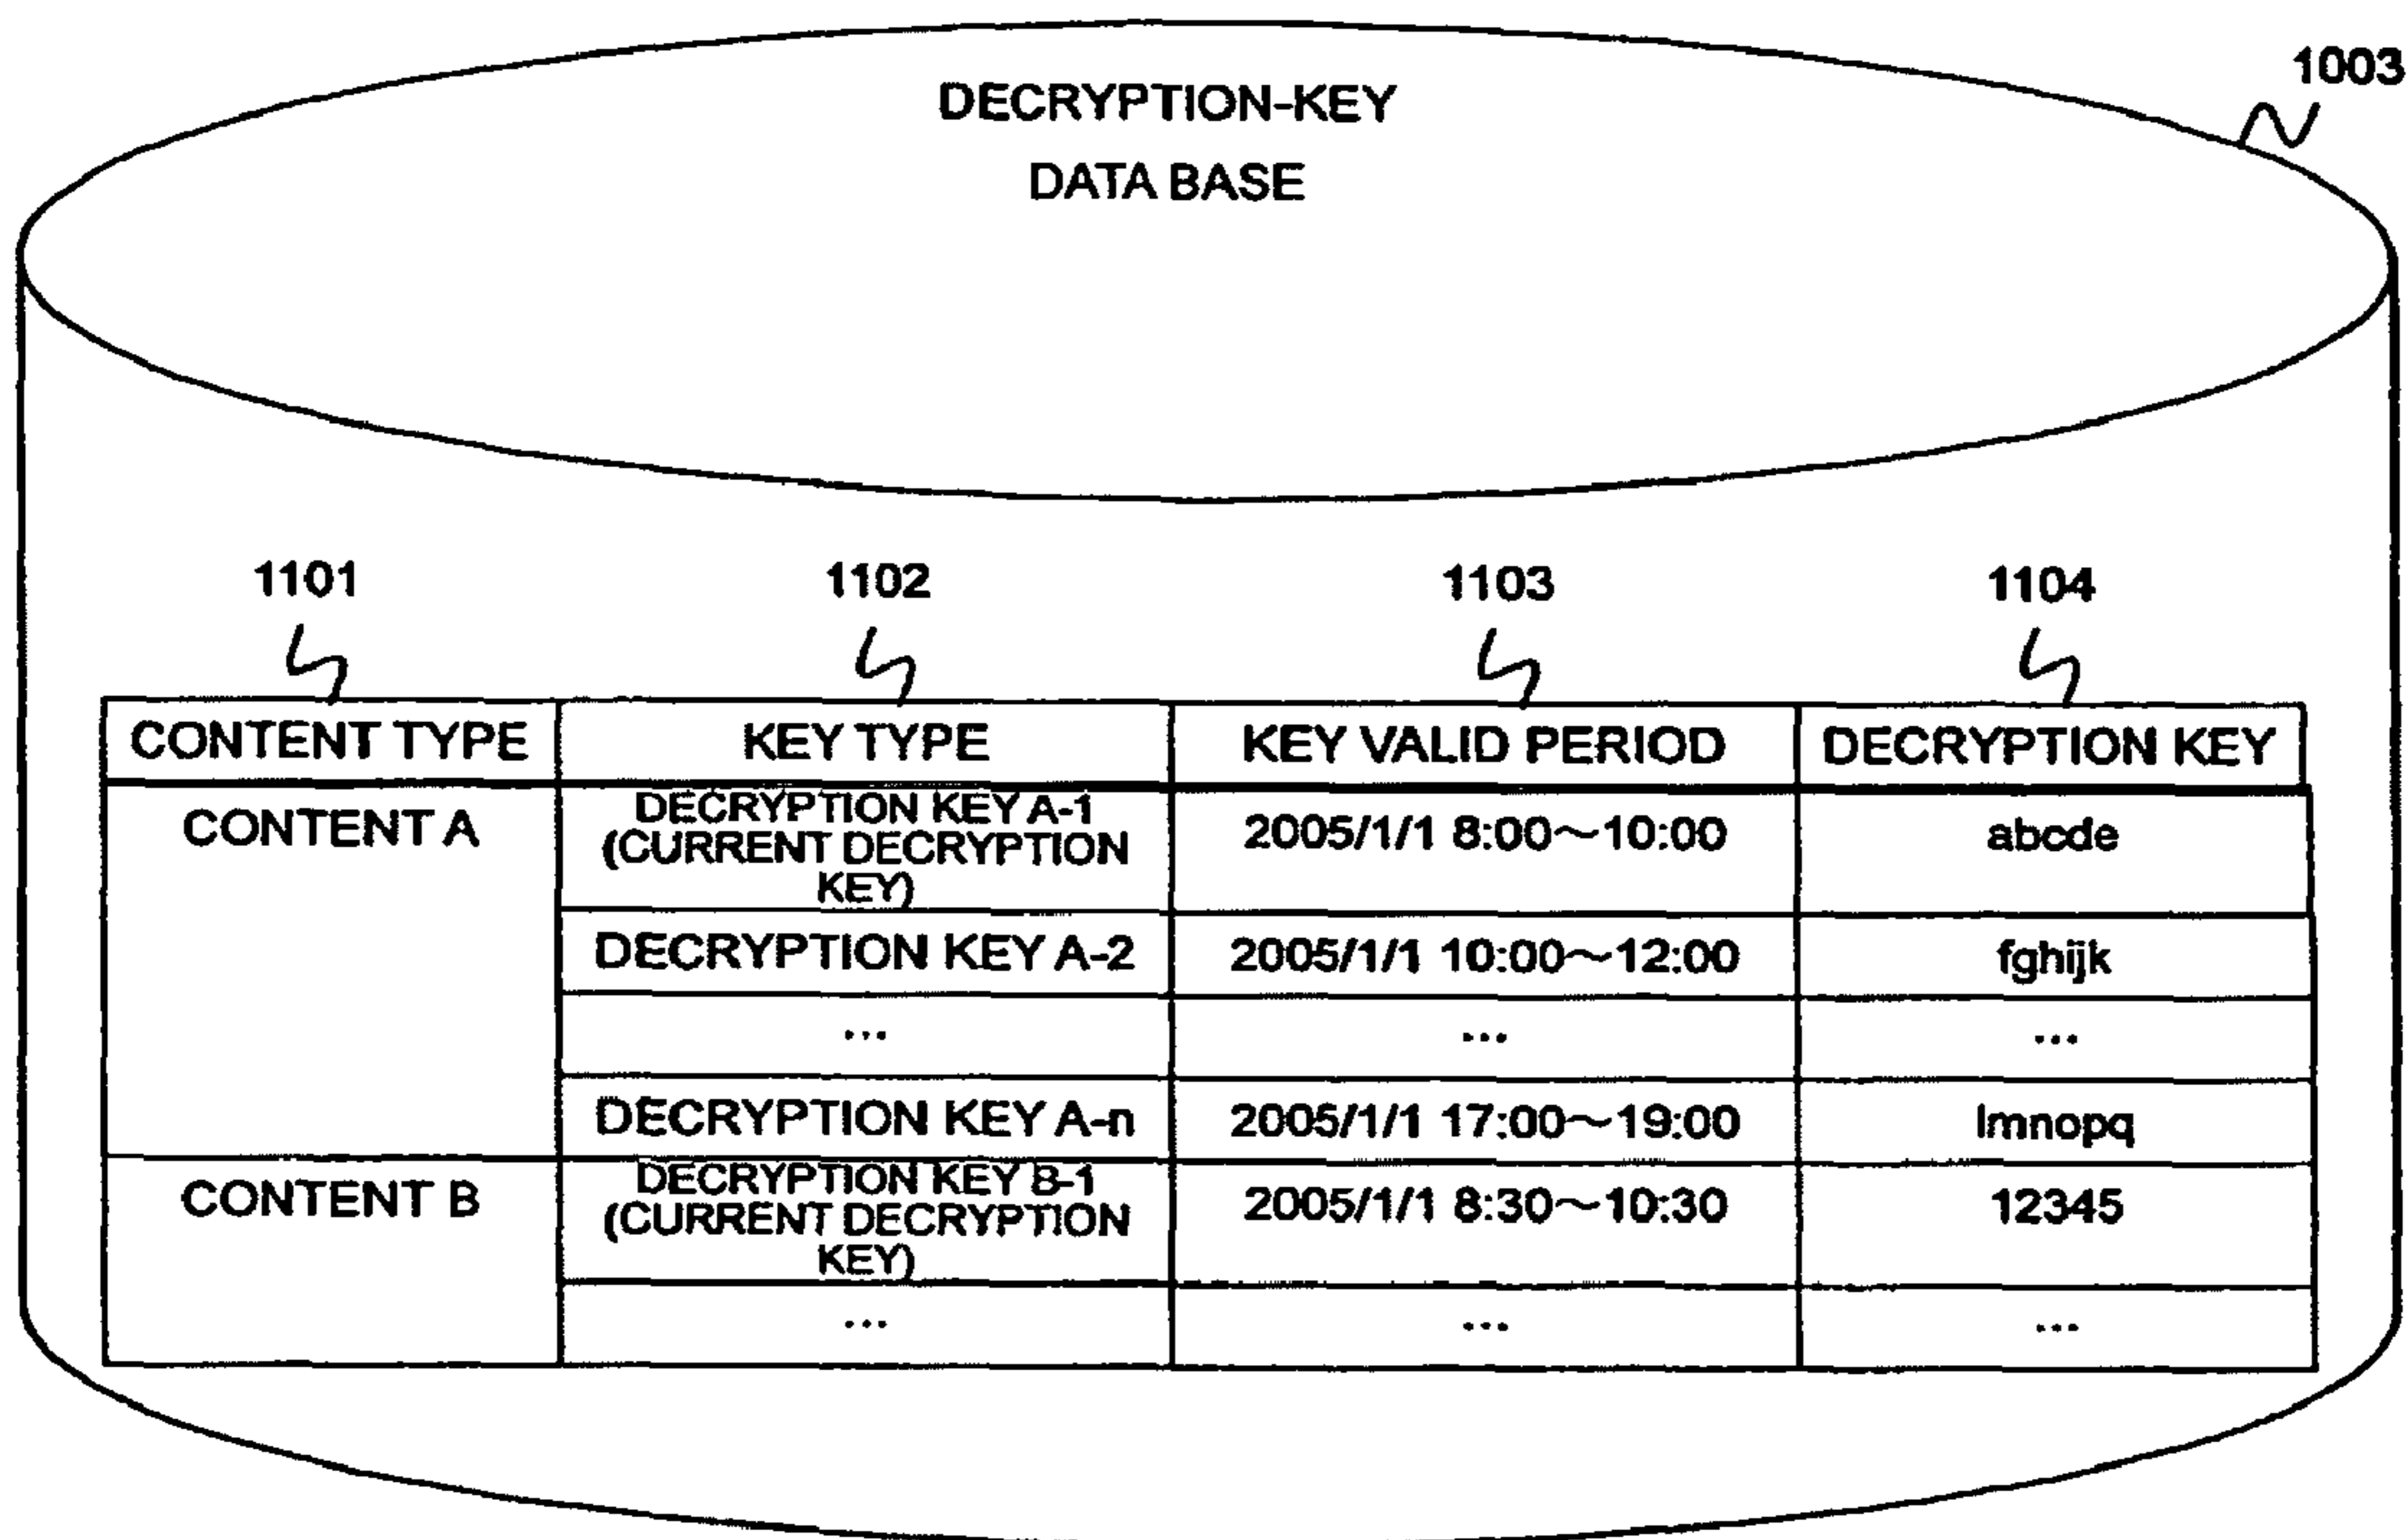 1003
DECRYPTION-KEY
DATA BASE
1101 1102 1103 1104
CONTENT TYPE KEY TYPE KEY VALID PERIOD DECRYPTION KEY
CONTENT A DECRYPTION KEY A-1 (CURRENT DECRYPTION KEY) 2005/1/1 8:00～10:00 abcde
DECRYPTION KEY A-2 2005/1/1 10:00～12:00 fghijk
... ... ...
DECRYPTION KEY A-n 2005/1/1 17:00～19:00 lmnopq
CONTENT B DECRYPTION KEY B-1 (CURRENT DECRYPTION KEY) 2005/1/1 8:30～10:30 12345
... ... ...